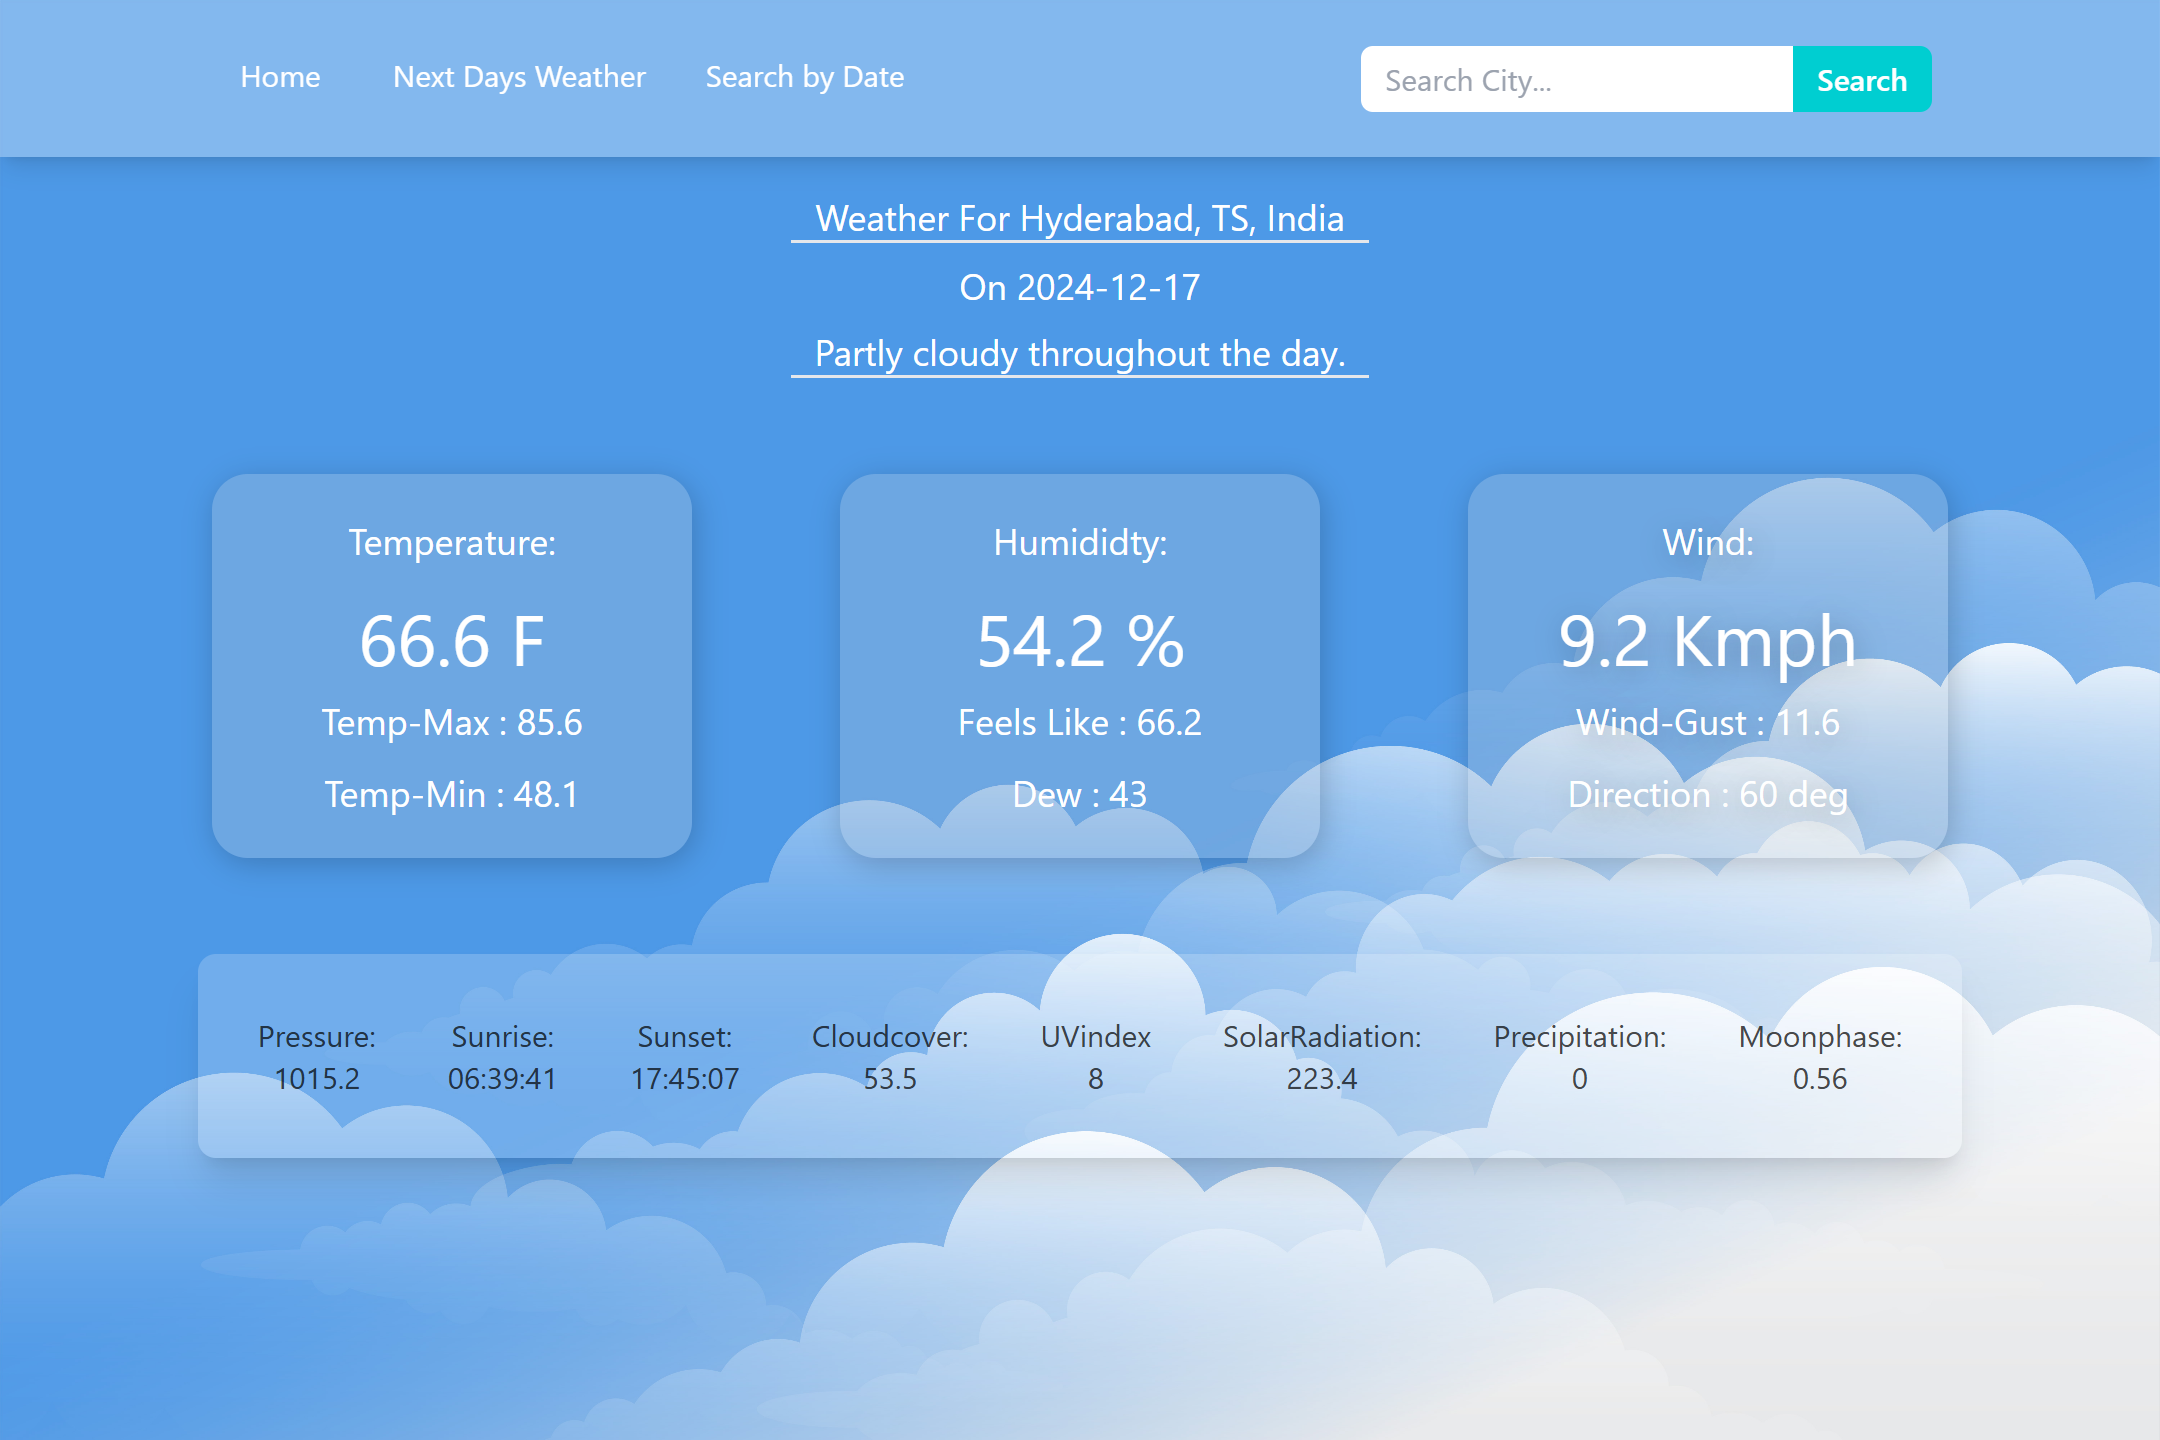 Home Next Days Weather Search by Date Search City... Search
Weather For Hyderabad, TS, India
On 2024-12-17
Partly cloudy throughout the day.
Temperature:
66.6 F
Temp-Max : 85.6
Temp-Min : 48.1
Humididty:
54.2 %
Feels Like : 66.2
Dew : 43
Wind:
9.2 Kmph
Wind-Gust : 11.6
Direction : 60 deg
Pressure:
1015.2
Sunrise:
06:39:41
Sunset:
17:45:07
Cloudcover:
53.5
UVindex
8
SolarRadiation:
223.4
Precipitation:
0
Moonphase:
0.56